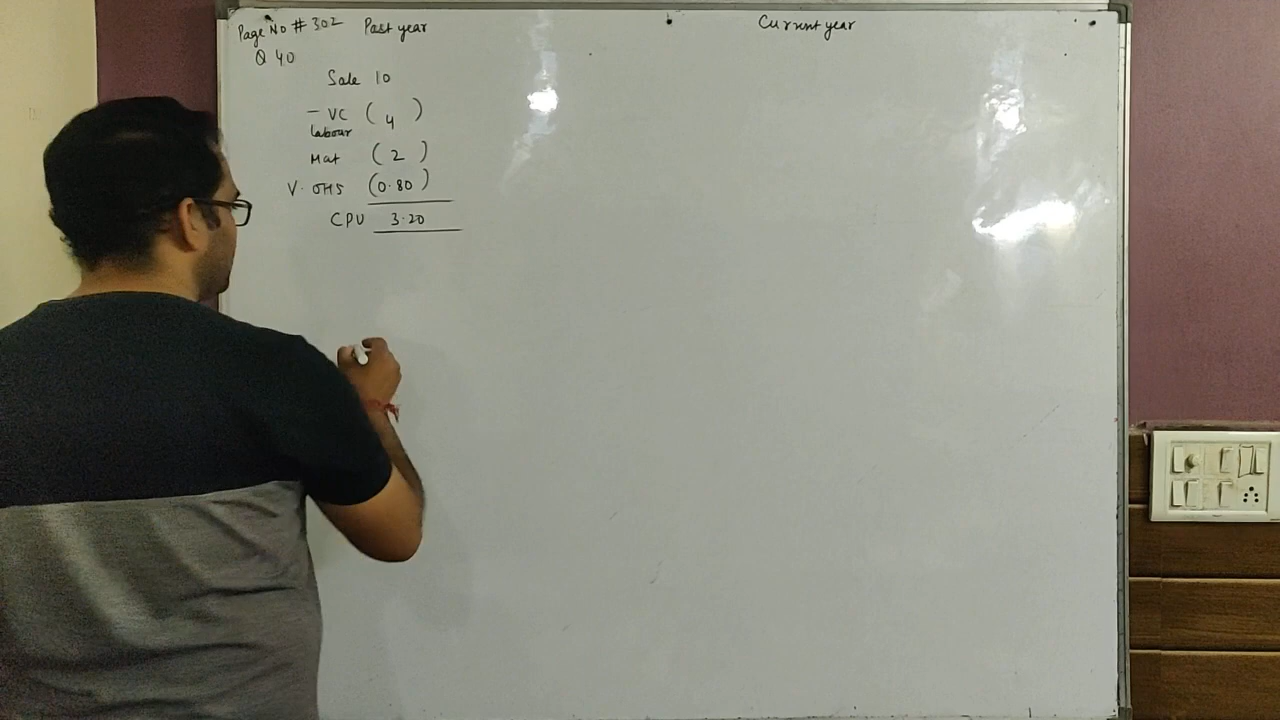 Page No # 302 Past year
Current year
Q 40
Sale 10
- VC ( 4 )
Labour
Mat ( 2 )
V. OHS (0.80)
CPU 3.20